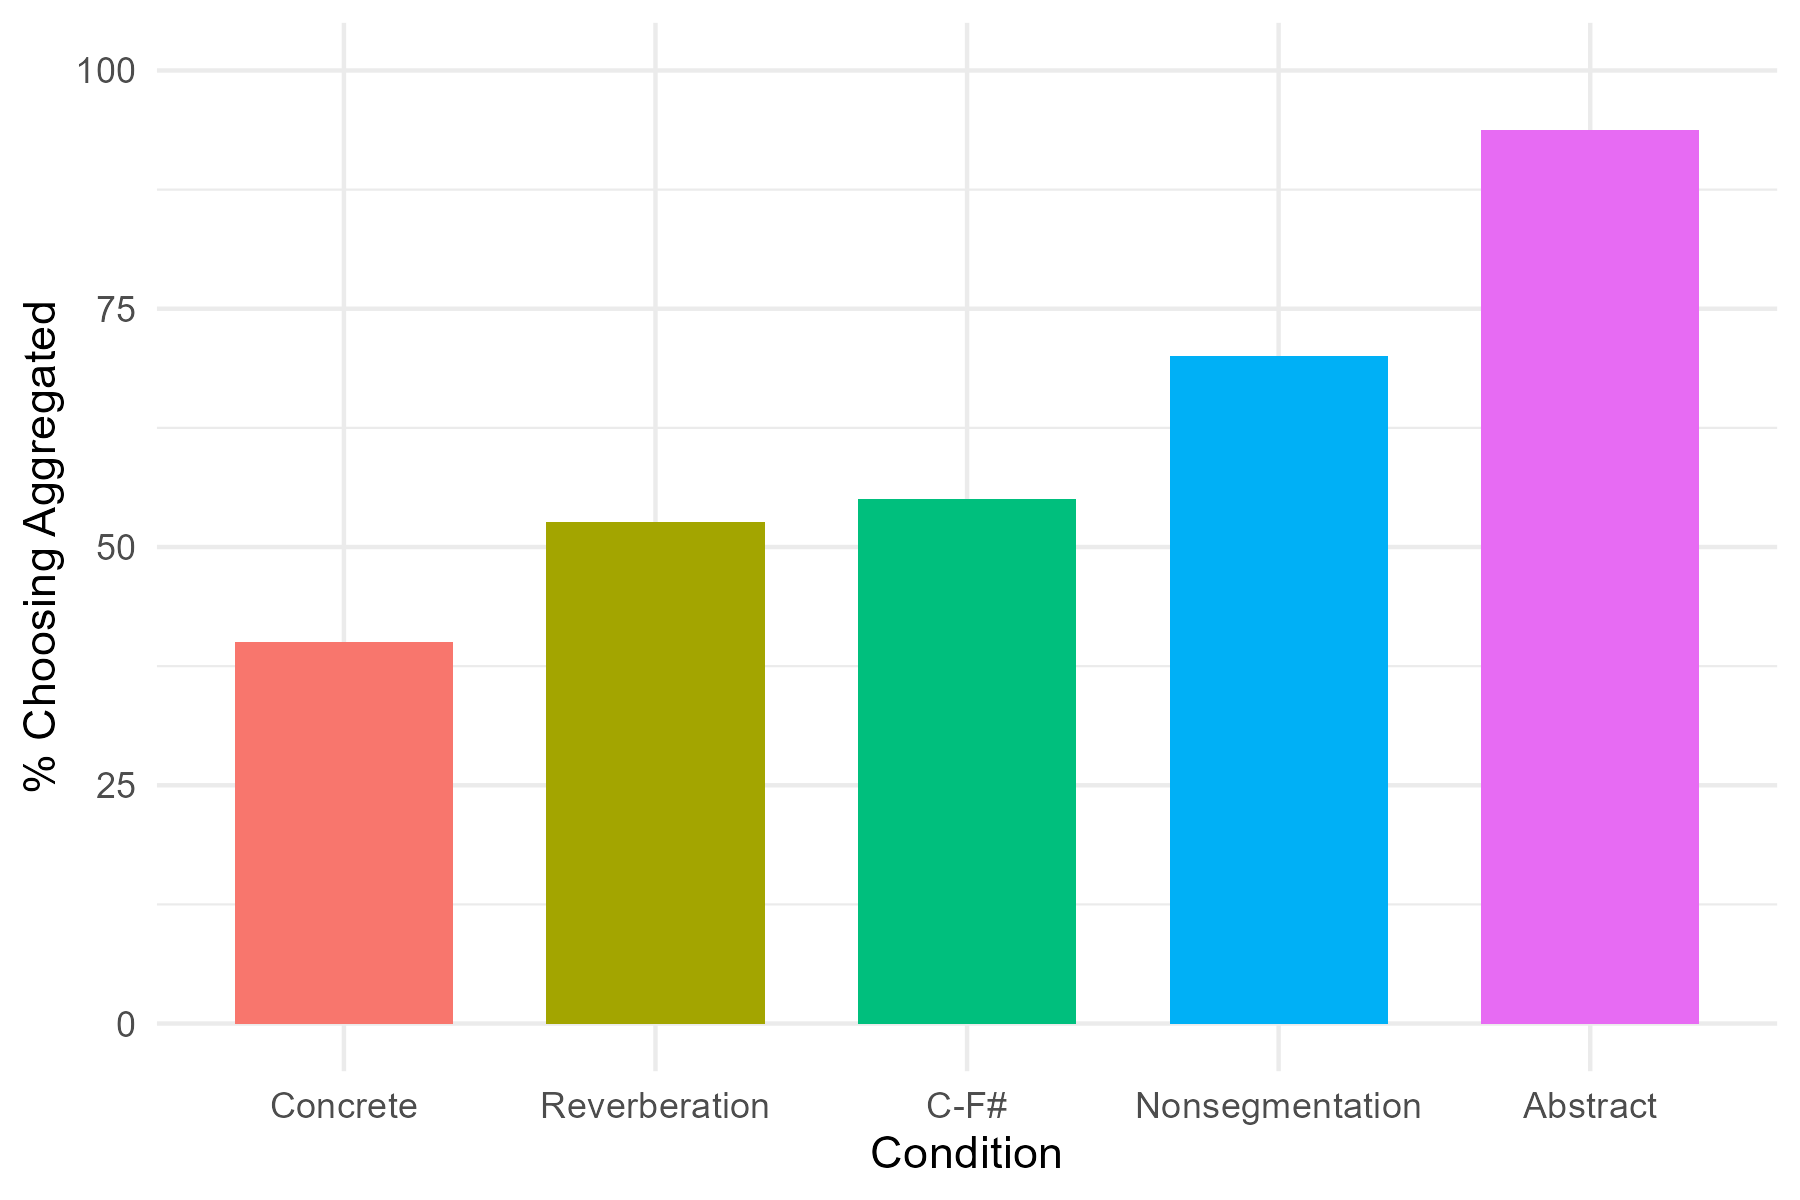 100
75
50
25
0
% Choosing Aggregated
Concrete
Reverberation
C-F#
Nonsegmentation
Abstract
Condition